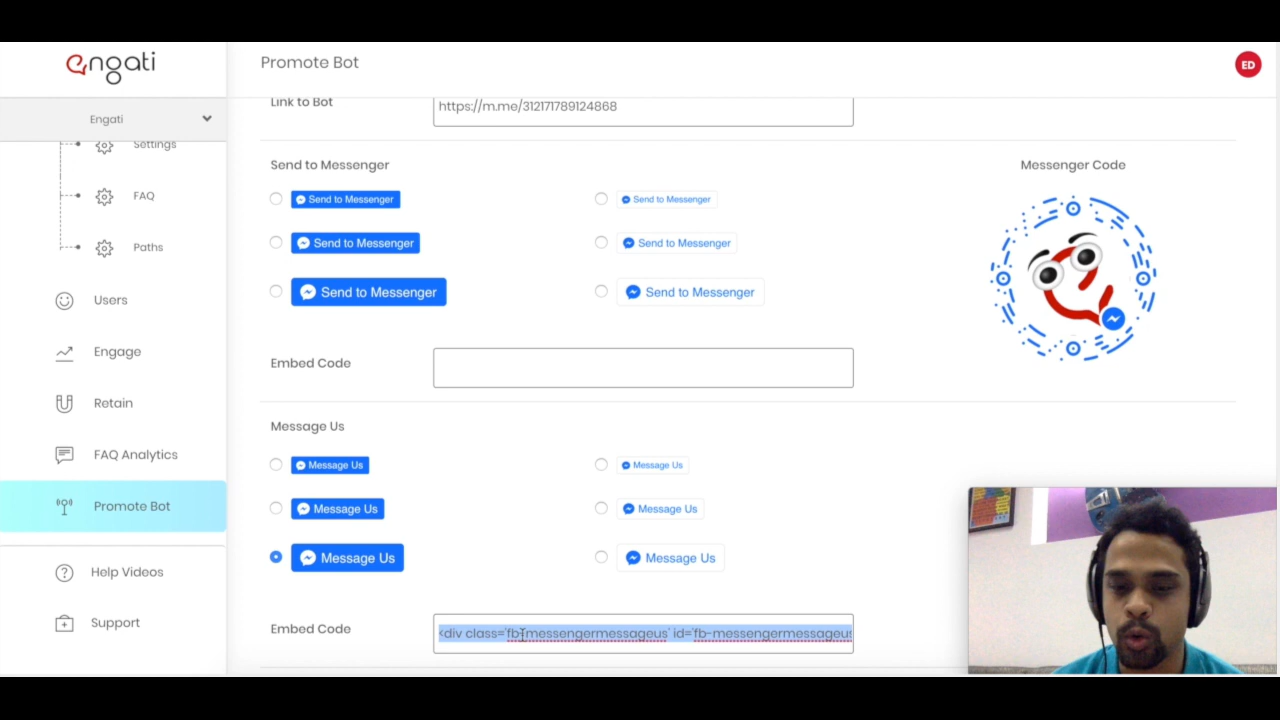 engati
Promote Bot
ED
Engati
Link to Bot
https://m.me/312171789124868
Settings
FAQ
Paths
Users
Engage
Retain
FAQ Analytics
Promote Bot
Help Videos
Support
Send to Messenger
Messenger Code
Send to Messenger
Send to Messenger
Send to Messenger
Send to Messenger
Send to Messenger
Send to Messenger
Embed Code
Message Us
Message Us
Message Us
Message Us
Message Us
Message Us
Message Us
Embed Code
<div class='fb-messengermessageus' id='fb-messengermessageus